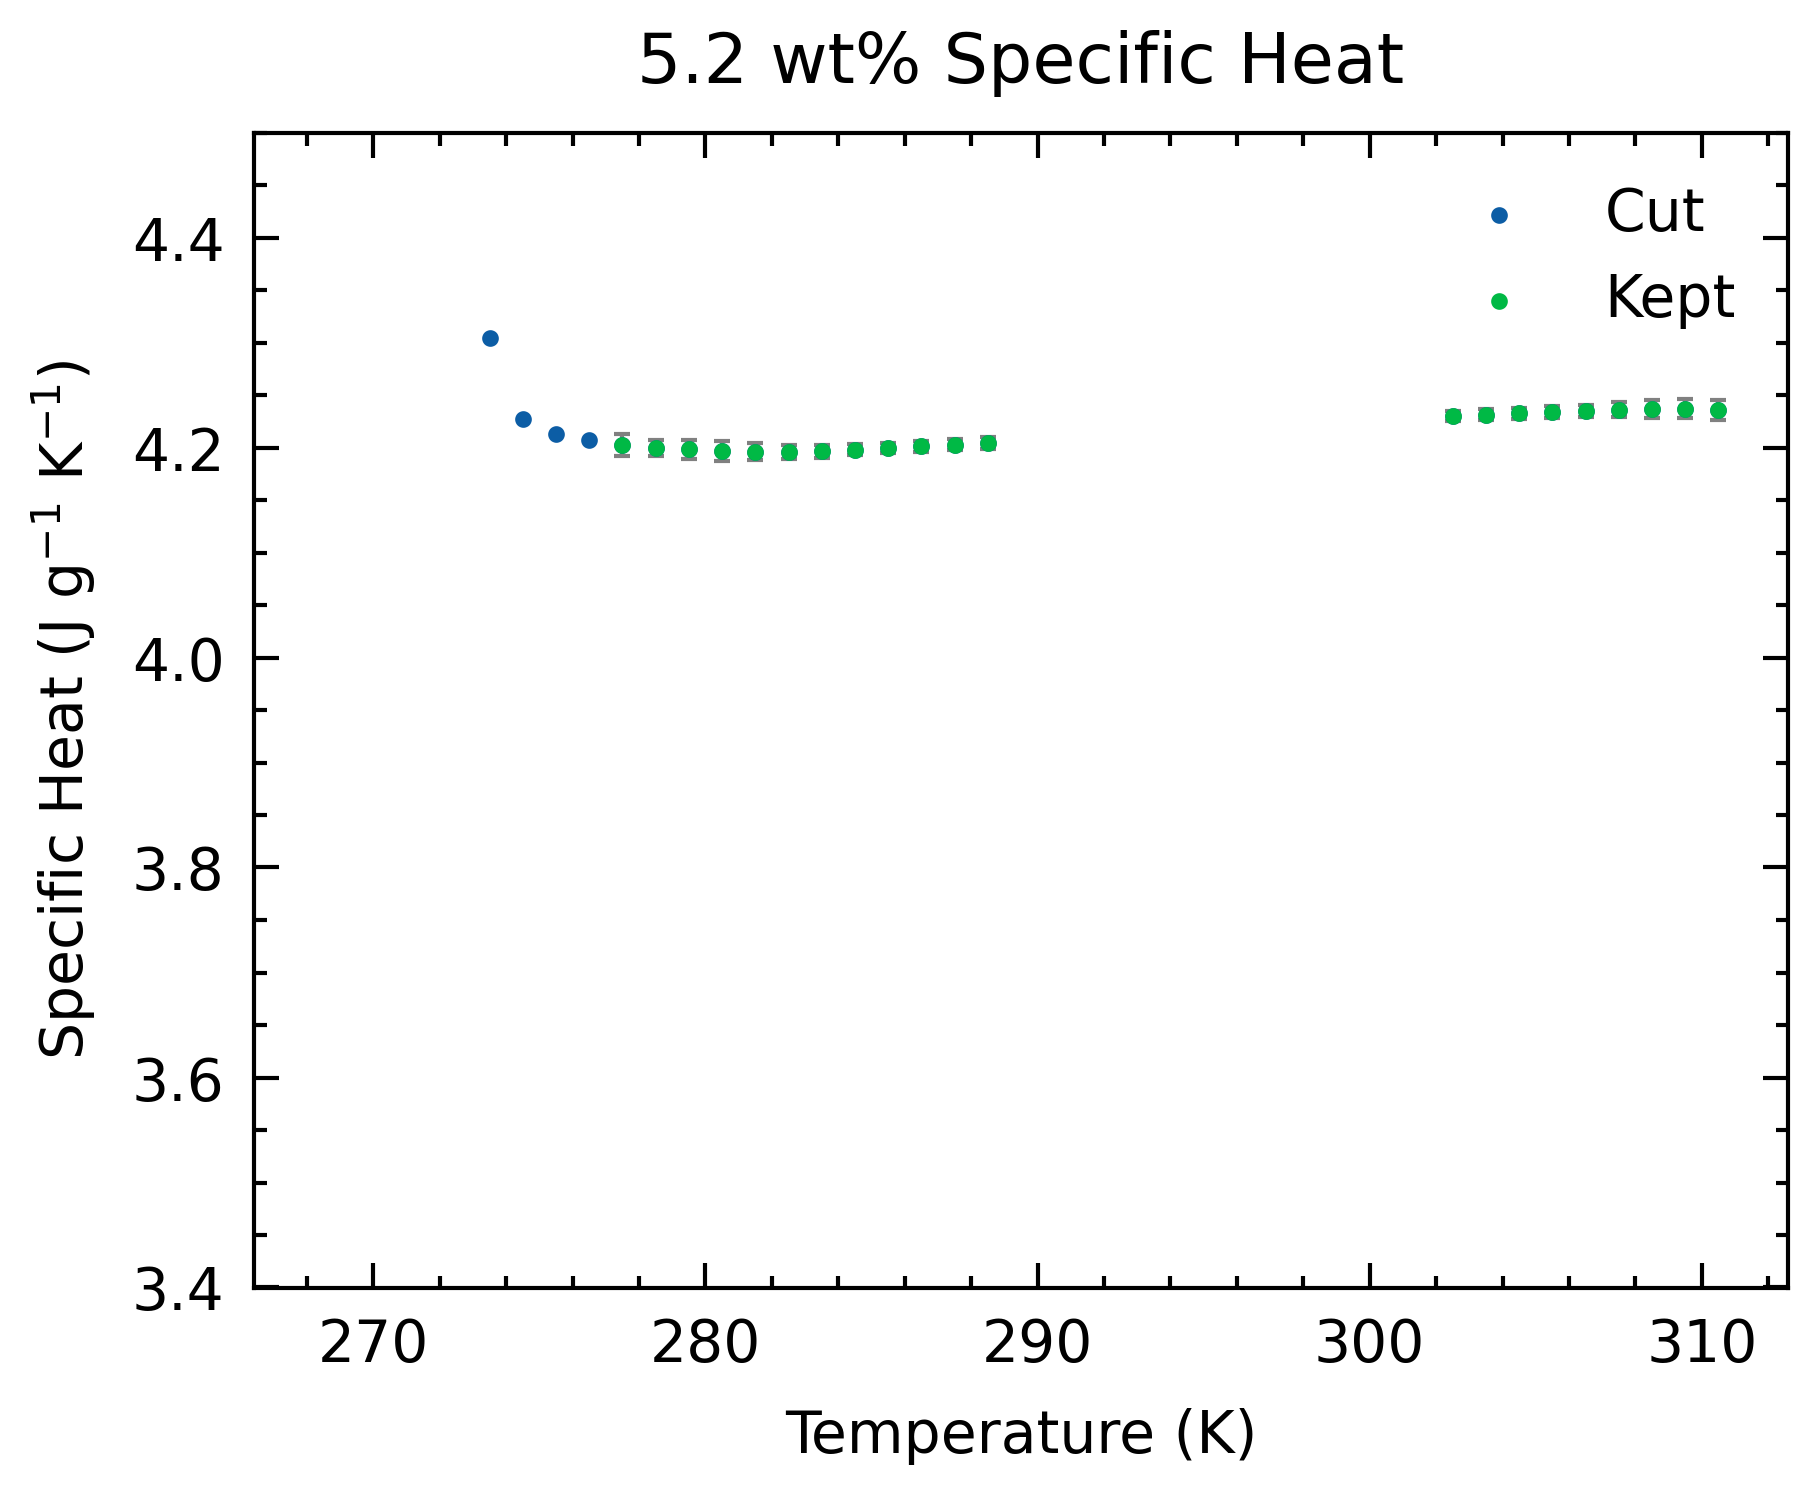 5.2 wt% Specific Heat
Cut
Kept
4.4
4.2
4.0
3.8
3.6
3.4
Specific Heat (J g⁻¹ K⁻¹)
270 280 290 300 310
Temperature (K)